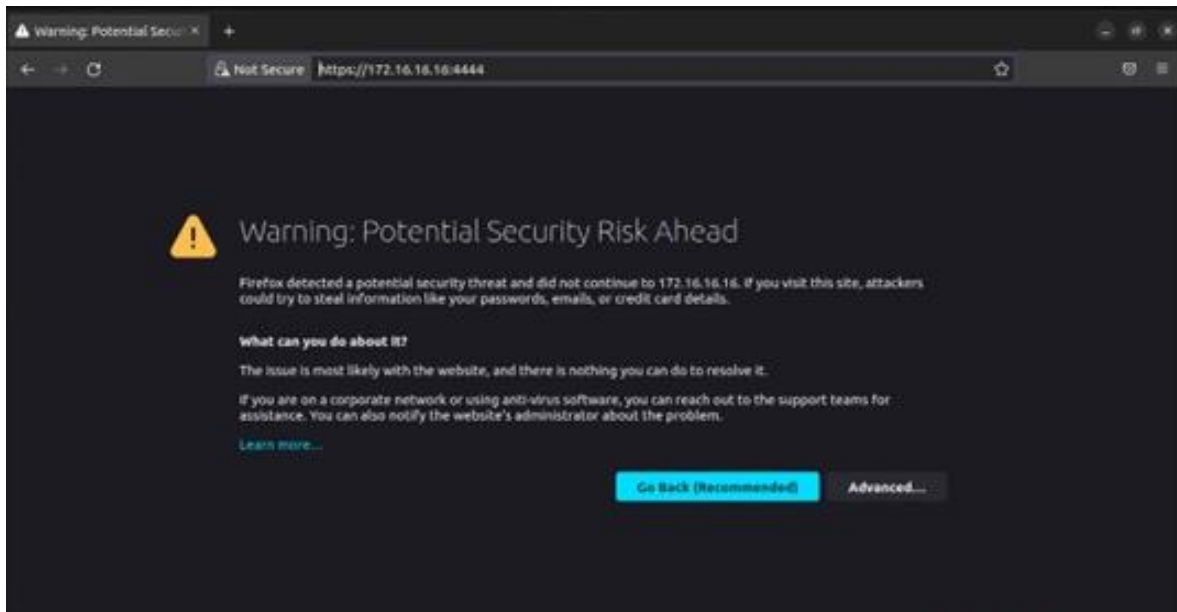 Warning: Potential Secur
Not Secure https://172.16.16.16:4444
Warning: Potential Security Risk Ahead
Firefox detected a potential security threat and did not continue to 172.16.16.16. If you visit this site, attackers
could try to steal information like your passwords, emails, or credit card details.
What can you do about it?
The issue is most likely with the website, and there is nothing you can do to resolve it.
If you are on a corporate network or using anti-virus software, you can reach out to the support teams for
assistance. You can also notify the website's administrator about the problem.
Learn more...
Go Back (Recommended) Advanced...